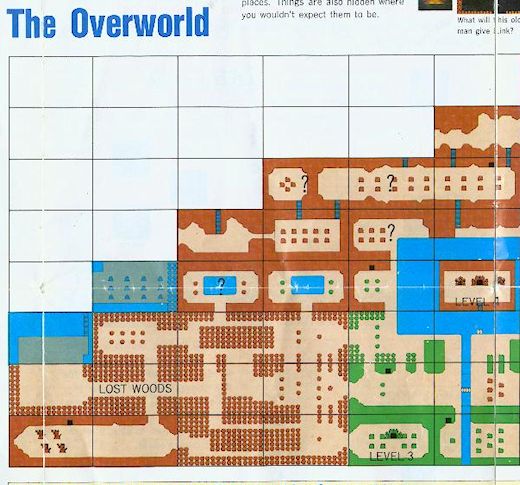 The Overworld
places. Things are also hidden where
you wouldn't expect them to be.
What will this old
man give Link?
?
?
?
?
LEVEL 1
LOST WOODS
LEVEL 3